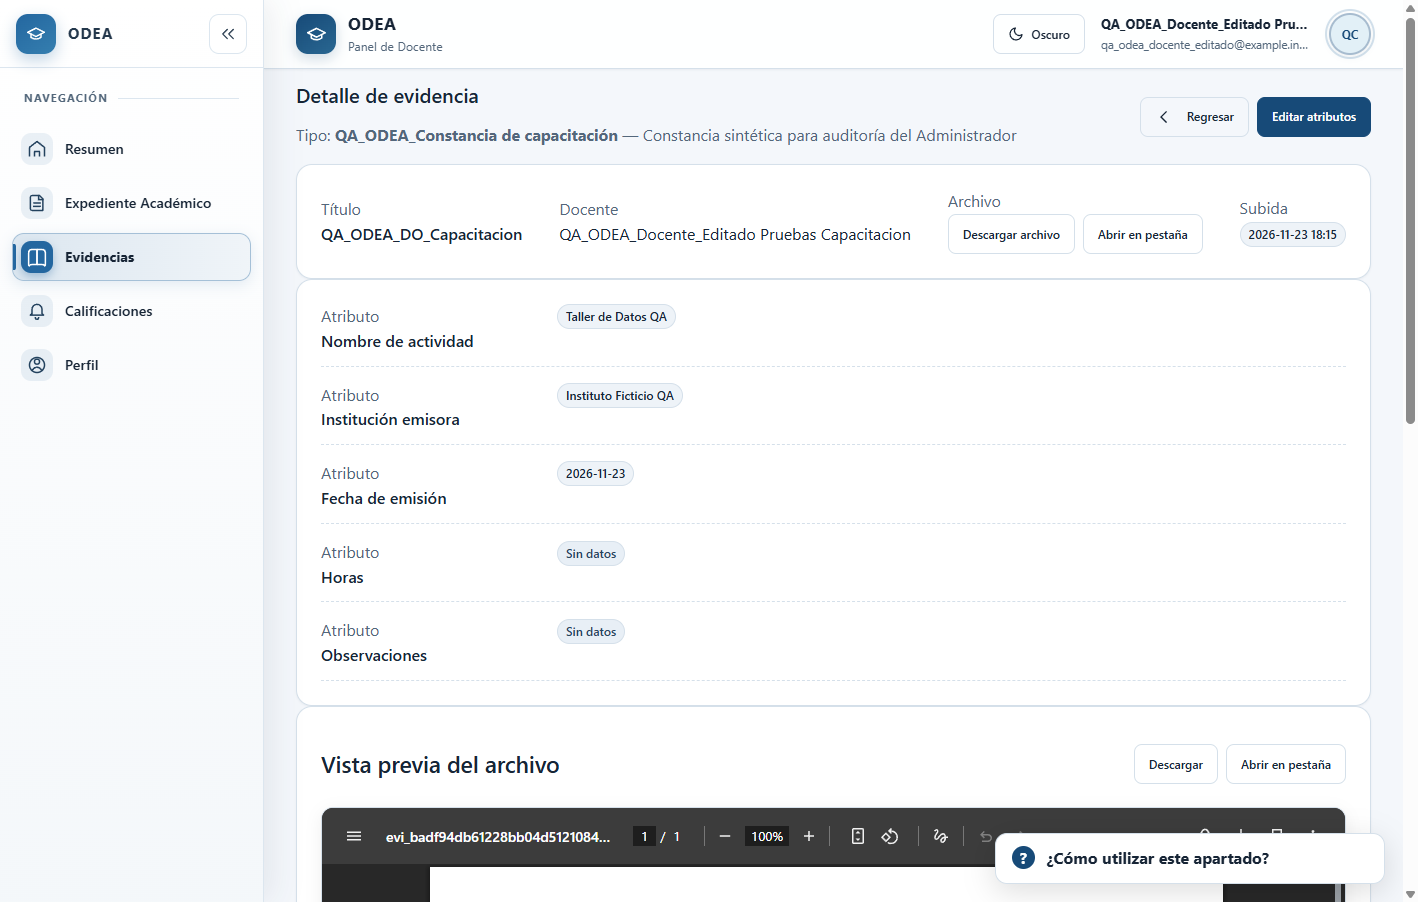 ODEA
NAVEGACIÓN
Resumen
Expediente Académico
Evidencias
Calificaciones
Perfil
ODEA
Panel de Docente
Oscuro
QA_ODEA_Docente_Editado Pru...
qa_odea_docente_editado@example.in...
QC
Detalle de evidencia
Tipo: QA_ODEA_Constancia de capacitación — Constancia sintética para auditoría del Administrador
Regresar
Editar atributos
Título
QA_ODEA_DO_Capacitacion
Docente
QA_ODEA_Docente_Editado Pruebas Capacitacion
Archivo
Descargar archivo
Abrir en pestaña
Subida
2026-11-23 18:15
Atributo
Nombre de actividad
Taller de Datos QA
Atributo
Institución emisora
Instituto Ficticio QA
Atributo
Fecha de emisión
2026-11-23
Atributo
Horas
Sin datos
Atributo
Observaciones
Sin datos
Vista previa del archivo
Descargar
Abrir en pestaña
evi_badf94db61228bb04d5121084...
1 / 1
100%
? ¿Cómo utilizar este apartado?